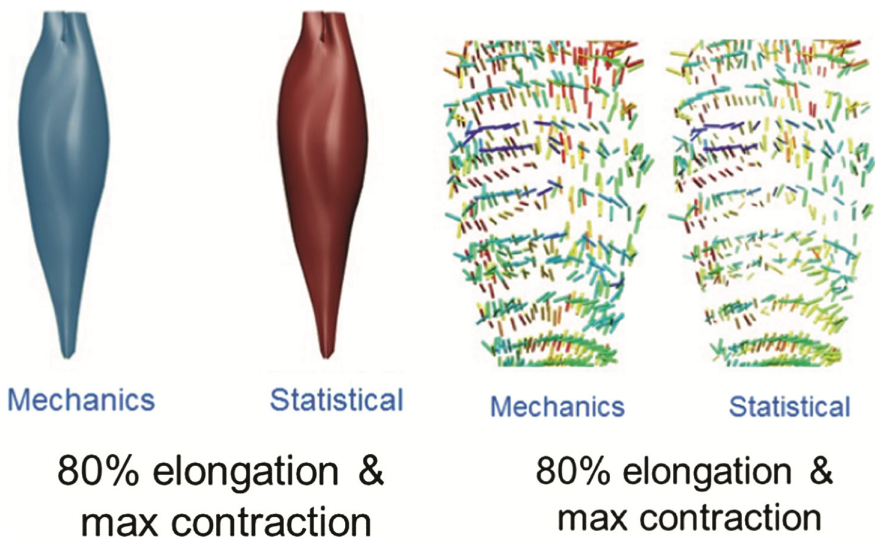 Mechanics
Statistical
Mechanics
Statistical
80% elongation &
max contraction
80% elongation &
max contraction